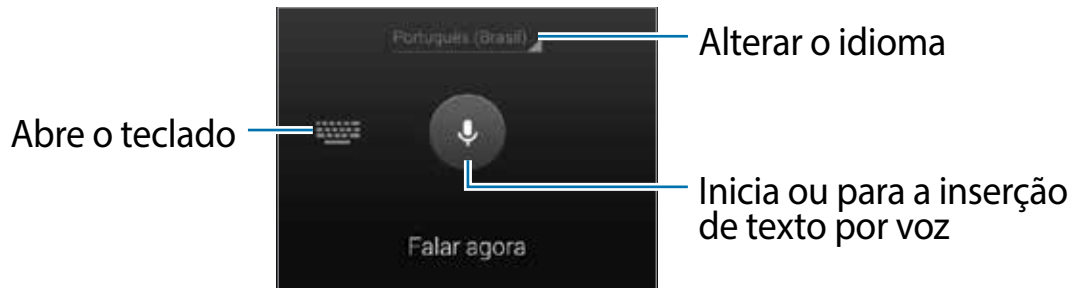 Português (Brasil)
Alterar o idioma
Abre o teclado
Inicia ou para a inserção
de texto por voz
Falar agora